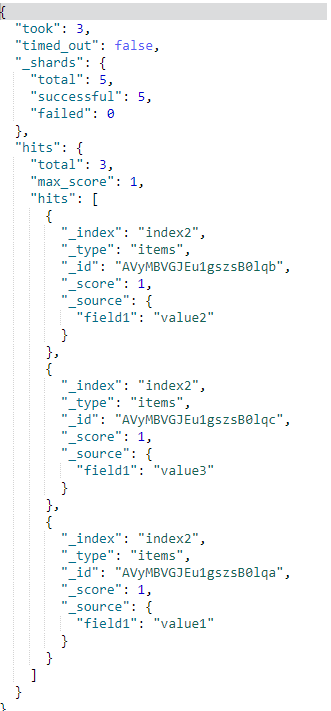 {
  "took": 3,
  "timed_out": false,
  "_shards": {
    "total": 5,
    "successful": 5,
    "failed": 0
  },
  "hits": {
    "total": 3,
    "max_score": 1,
    "hits": [
      {
        "_index": "index2",
        "_type": "items",
        "_id": "AVyMBVGJEu1gszsB0lqb",
        "_score": 1,
        "_source": {
          "field1": "value2"
        }
      },
      {
        "_index": "index2",
        "_type": "items",
        "_id": "AVyMBVGJEu1gszsB0lqc",
        "_score": 1,
        "_source": {
          "field1": "value3"
        }
      },
      {
        "_index": "index2",
        "_type": "items",
        "_id": "AVyMBVGJEu1gszsB0lqa",
        "_score": 1,
        "_source": {
          "field1": "value1"
        }
      }
    ]
  }
}